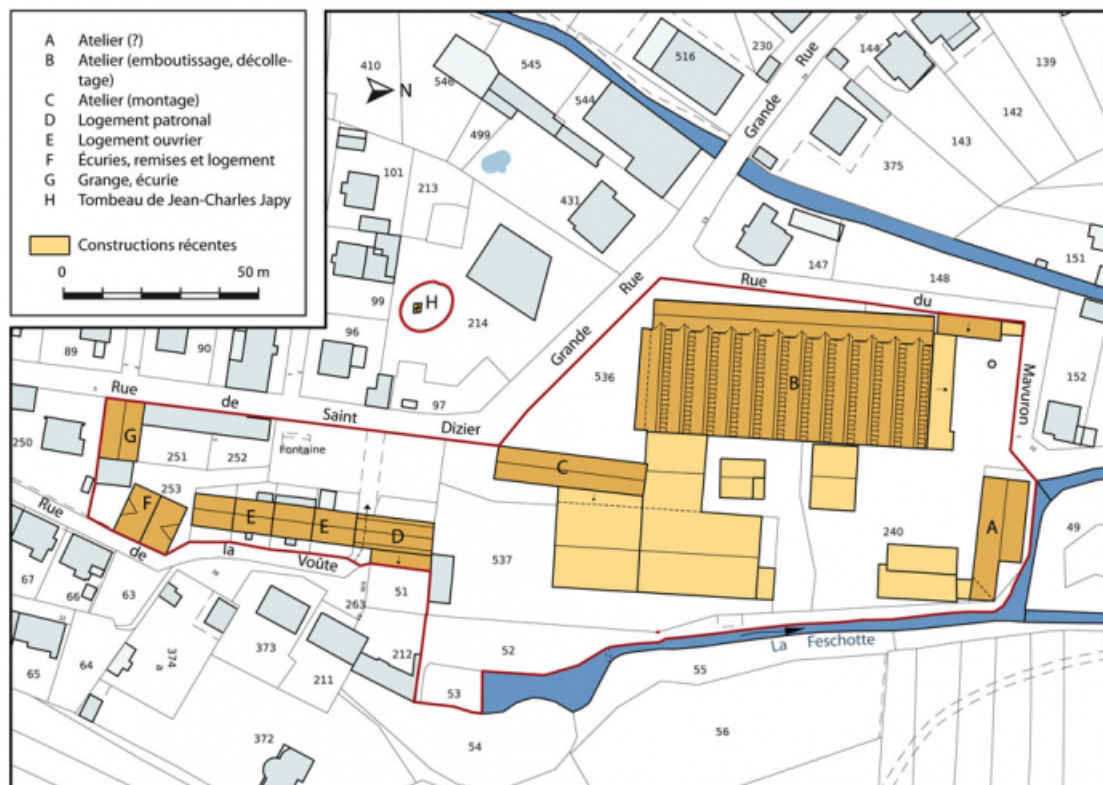 A Atelier (?)
B Atelier (emboutissage, décolle-
tage)
C Atelier (montage)
D Logement patronal
E Logement ouvrier
F Écuries, remises et logement
G Grange, écurie
H Tombeau de Jean-Charles Japy
Constructions récentes
0 50 m
410
N
546
545
544
516
230
Grande Rue
144
139
142
143
375
499
101
213
431
147
148
151
H
99
214
Grande Rue
Rue du Mavuron
96
97
536
B
152
89
90
Rue de Saint Dizier
G
250
251
252
Fontaine
253
F
E
E
D
C
A
49
240
537
Rue de la Voûte
67
66
63
263
51
65
64
374
a
373
211
212
52
53
La Feschotte
55
54
56
372